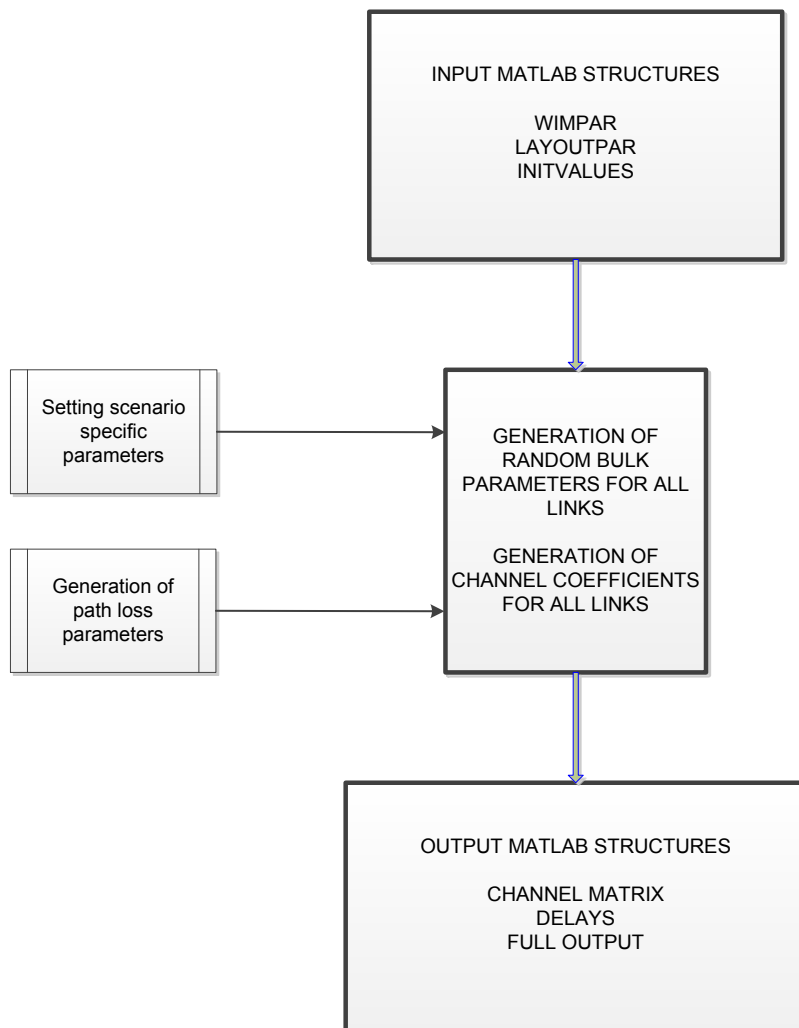 INPUT MATLAB STRUCTURES
WIMPAR
LAYOUTPAR
INITVALUES
Setting scenario
specific
parameters
GENERATION OF
RANDOM BULK
PARAMETERS FOR ALL
LINKS
GENERATION OF
CHANNEL COEFFICIENTS
FOR ALL LINKS
Generation of
path loss
parameters
OUTPUT MATLAB STRUCTURES
CHANNEL MATRIX
DELAYS
FULL OUTPUT